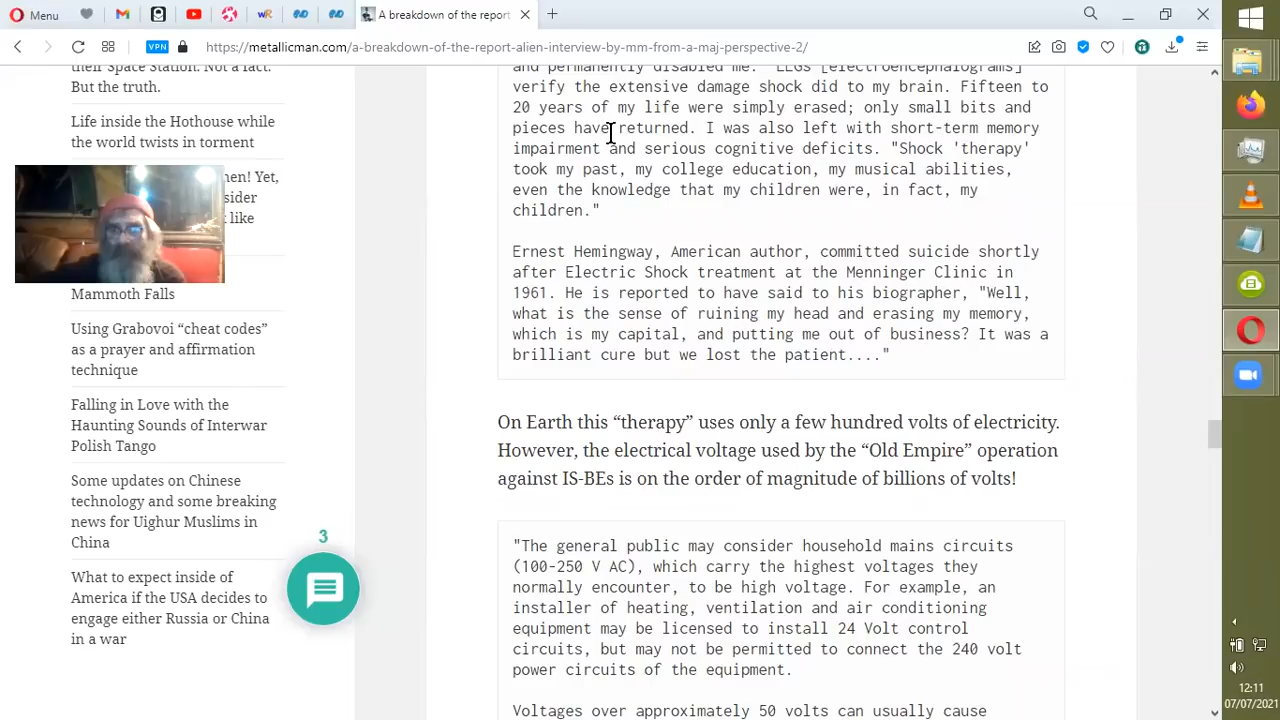 Menu
A breakdown of the report
VPN
https://metallicman.com/a-breakdown-of-the-report-alien-interview-by-mm-from-a-maj-perspective-2/
their Space Station. Not a fact.
But the truth.
Life inside the Hothouse while
the world twists in torment
men! Yet,
sider
like
Mammoth Falls
Using Grabovoi “cheat codes”
as a prayer and affirmation
technique
Falling in Love with the
Haunting Sounds of Interwar
Polish Tango
Some updates on Chinese
technology and some breaking
news for Uighur Muslims in
China
What to expect inside of
America if the USA decides to
engage either Russia or China
in a war
3
and permanently disabled me. "EEGs [electroencephalograms]
verify the extensive damage shock did to my brain. Fifteen to
20 years of my life were simply erased; only small bits and
pieces have returned. I was also left with short-term memory
impairment and serious cognitive deficits. "Shock 'therapy'
took my past, my college education, my musical abilities,
even the knowledge that my children were, in fact, my
children."
Ernest Hemingway, American author, committed suicide shortly
after Electric Shock treatment at the Menninger Clinic in
1961. He is reported to have said to his biographer, "Well,
what is the sense of ruining my head and erasing my memory,
which is my capital, and putting me out of business? It was a
brilliant cure but we lost the patient...."
On Earth this “therapy” uses only a few hundred volts of electricity.
However, the electrical voltage used by the “Old Empire” operation
against IS-BEs is on the order of magnitude of billions of volts!
"The general public may consider household mains circuits
(100-250 V AC), which carry the highest voltages they
normally encounter, to be high voltage. For example, an
installer of heating, ventilation and air conditioning
equipment may be licensed to install 24 Volt control
circuits, but may not be permitted to connect the 240 volt
power circuits of the equipment.
Voltages over approximately 50 volts can usually cause
12:11
07/07/2021